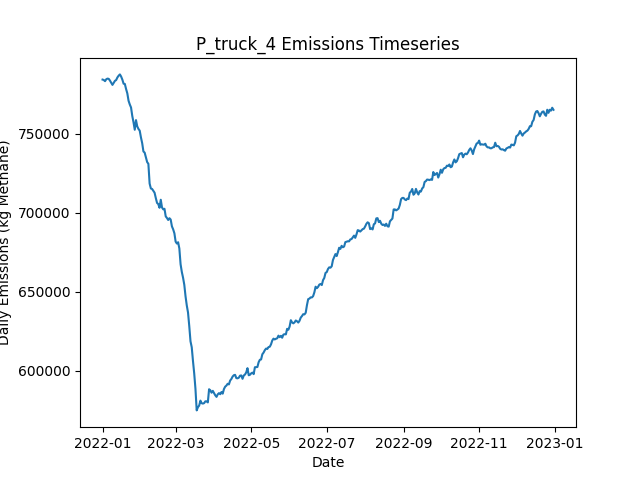 P_truck_4 Emissions Timeseries
Daily Emissions (kg Methane)
750000
700000
650000
600000
2022-01 2022-03 2022-05 2022-07 2022-09 2022-11 2023-01
Date